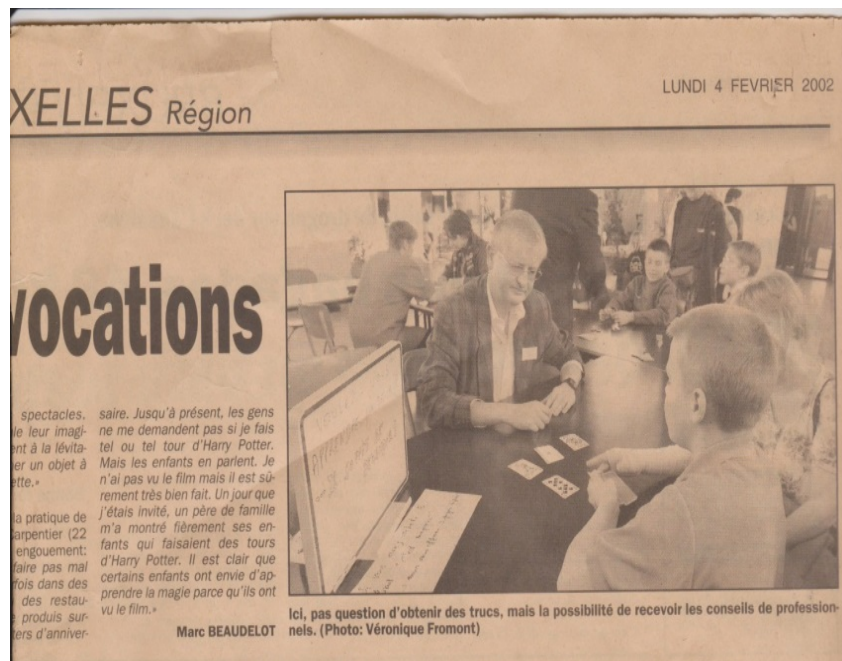 XELLES Région
LUNDI 4 FEVRIER 2002
vocations
spectacles.
le leur imagi-
ent à la lévita-
er un objet à
ette.»
la pratique de
Carpentier (22
engouement:
faire pas mal
fois dans des
des restau-
produis sur-
ters d'anniver-
saire. Jusqu'à présent, les gens
ne me demandent pas si je fais
tel ou tel tour d'Harry Potter.
Mais les enfants en parlent. Je
n'ai pas vu le film mais il est sû-
rement très bien fait. Un jour que
j'étais invité, un père de famille
m'a montré fièrement ses en-
fants qui faisaient des tours
d'Harry Potter. Il est clair que
certains enfants ont envie d'ap-
prendre la magie parce qu'ils ont
vu le film.»
Marc BEAUDELOT
Ici, pas question d'obtenir des trucs, mais la possibilité de recevoir les conseils de profession-
nels. (Photo: Véronique Fromont)